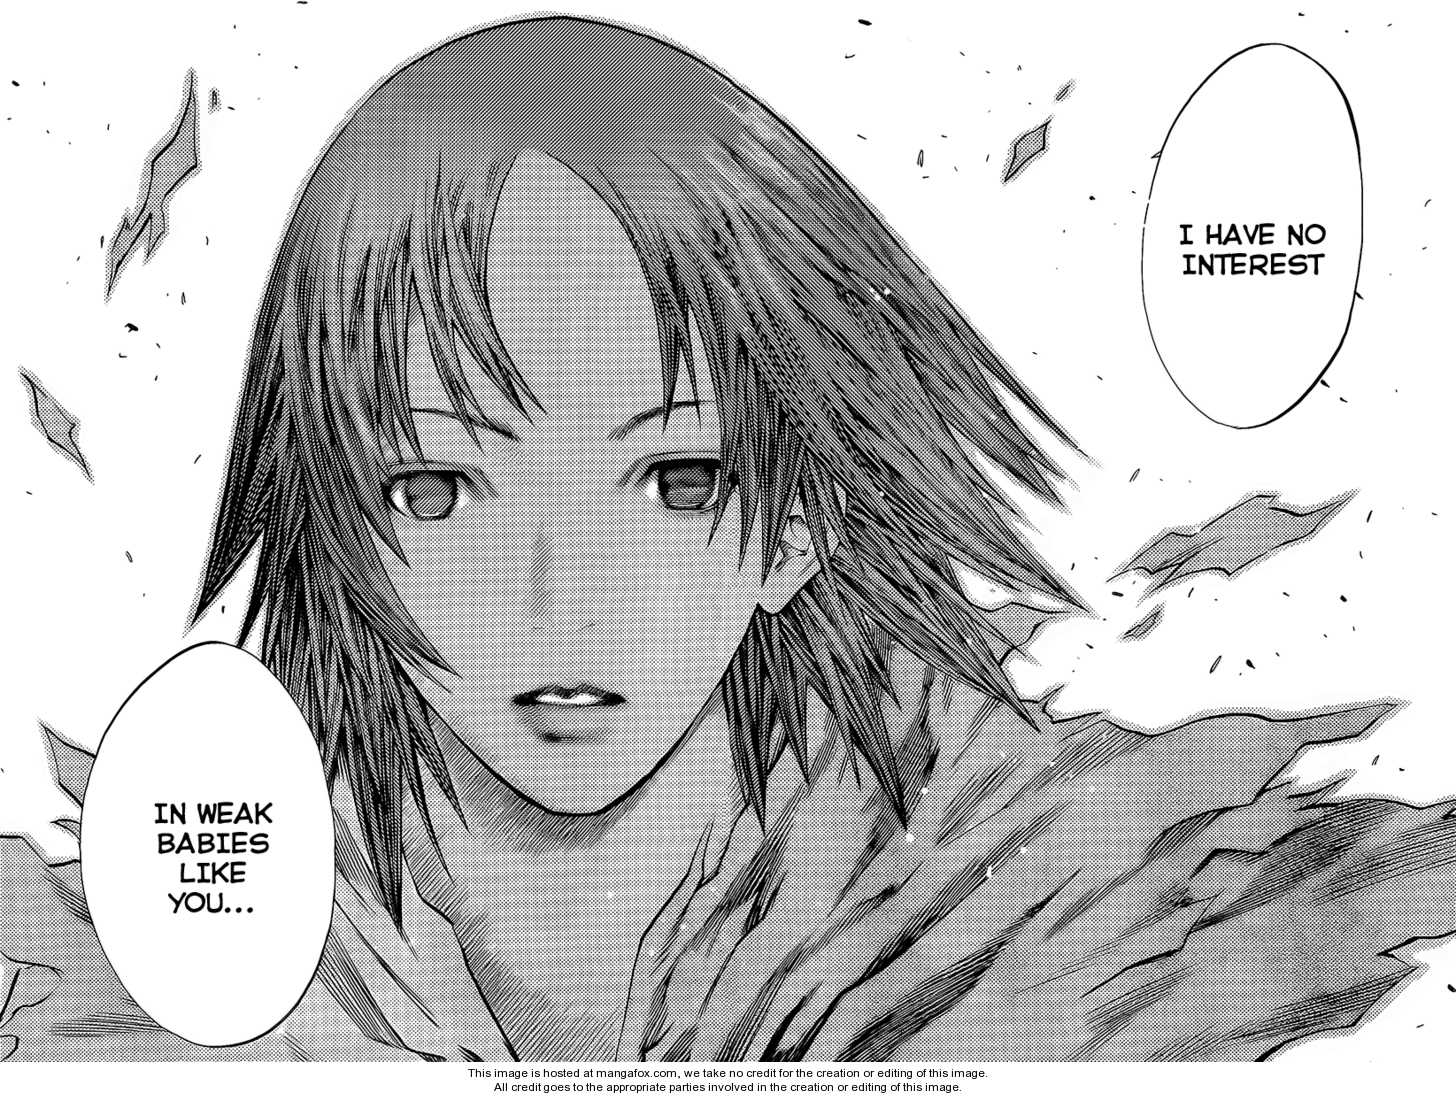 I HAVE NO
INTEREST
IN WEAK
BABIES
LIKE
YOU...
This image is hosted at mangafox.com, we take no credit for the creation or editing of this image.
All credit goes to the appropriate parties involved in the creation or editing of this image.